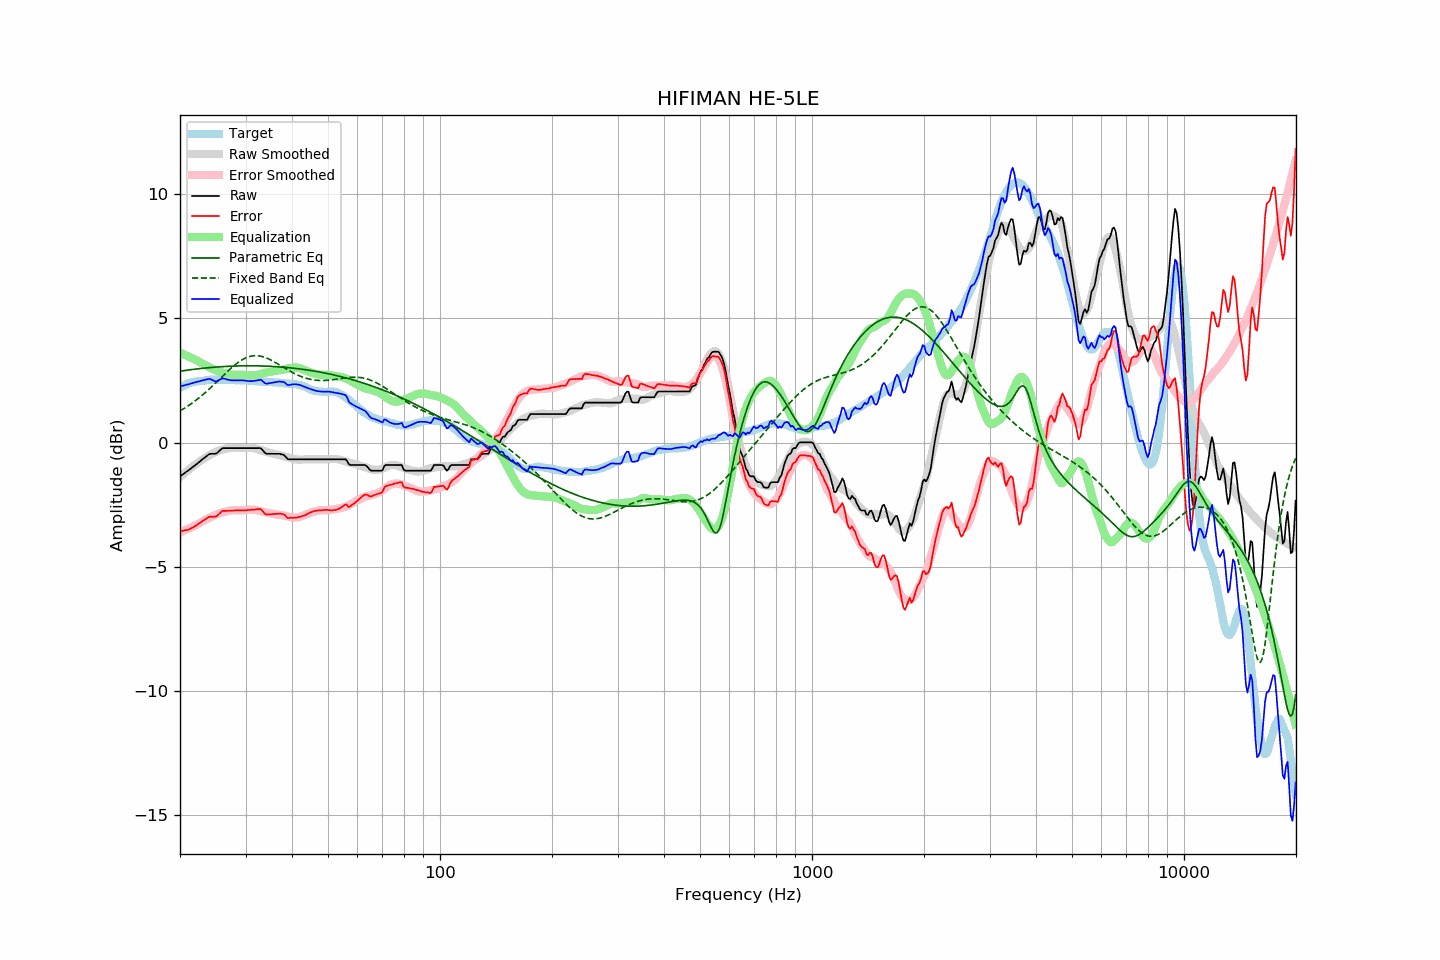 HIFIMAN HE-5LE
Target
Raw Smoothed
Error Smoothed
Raw
Error
Equalization
Parametric Eq
Fixed Band Eq
Equalized
10
5
0
−5
−10
−15
Amplitude (dBr)
100
1000
10000
Frequency (Hz)